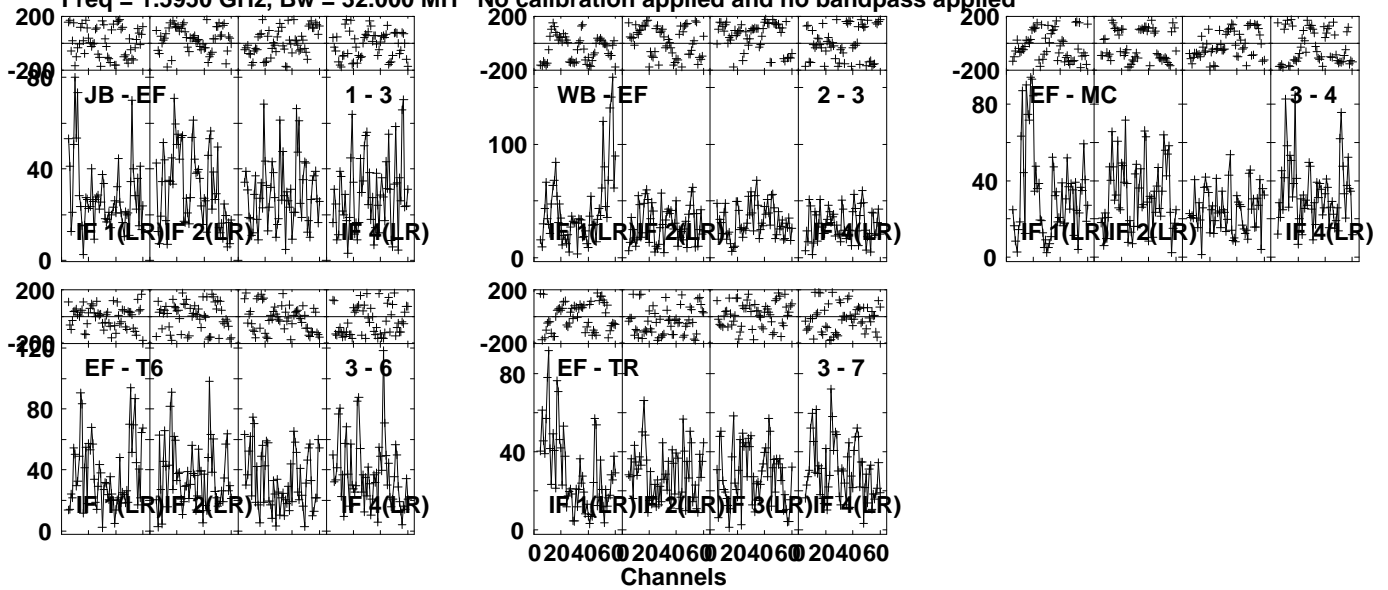 Freq = 1.5950 GHz, Bw = 32.000 MH No calibration applied and no bandpass applied
200
-200
80
40
0
JB - EF 1 - 3
IF 1(LR) IF 2(LR) IF 4(LR)
200
-200
100
0
WB - EF 2 - 3
IF 1(LR) IF 2(LR) IF 4(LR)
200
-200
80
40
0
EF - MC 3 - 4
IF 1(LR) IF 2(LR) IF 4(LR)
200
-200
120
80
40
0
EF - T6 3 - 6
IF 1(LR) IF 2(LR) IF 4(LR)
200
-200
80
40
0
EF - TR 3 - 7
IF 1(LR) IF 2(LR) IF 3(LR) IF 4(LR)
0 20 40 60 0 20 40 60 0 20 40 60 0 20 40 60
Channels